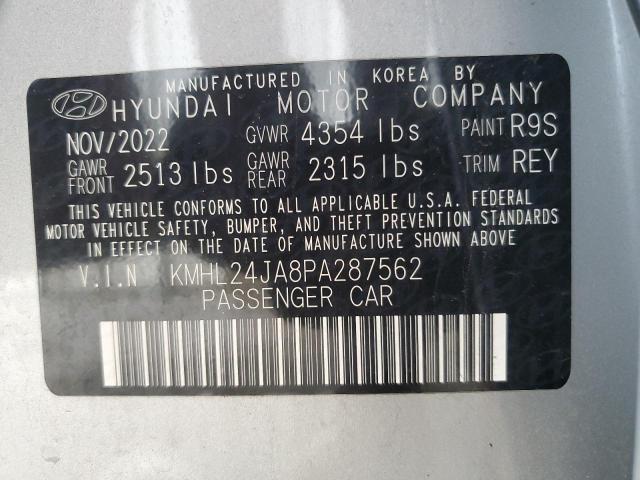 MANUFACTURED IN KOREA BY
HYUNDAI MOTOR COMPANY
NOV/2022 GVWR 4354 lbs PAINT R9S
GAWR FRONT 2513 lbs GAWR REAR 2315 lbs TRIM REY
THIS VEHICLE CONFORMS TO ALL APPLICABLE U.S.A. FEDERAL
MOTOR VEHICLE SAFETY, BUMPER, AND THEFT PREVENTION STANDARDS
IN EFFECT ON THE DATE OF MANUFACTURE SHOWN ABOVE.
V.I.N KMHL24JA8PA287562
PASSENGER CAR